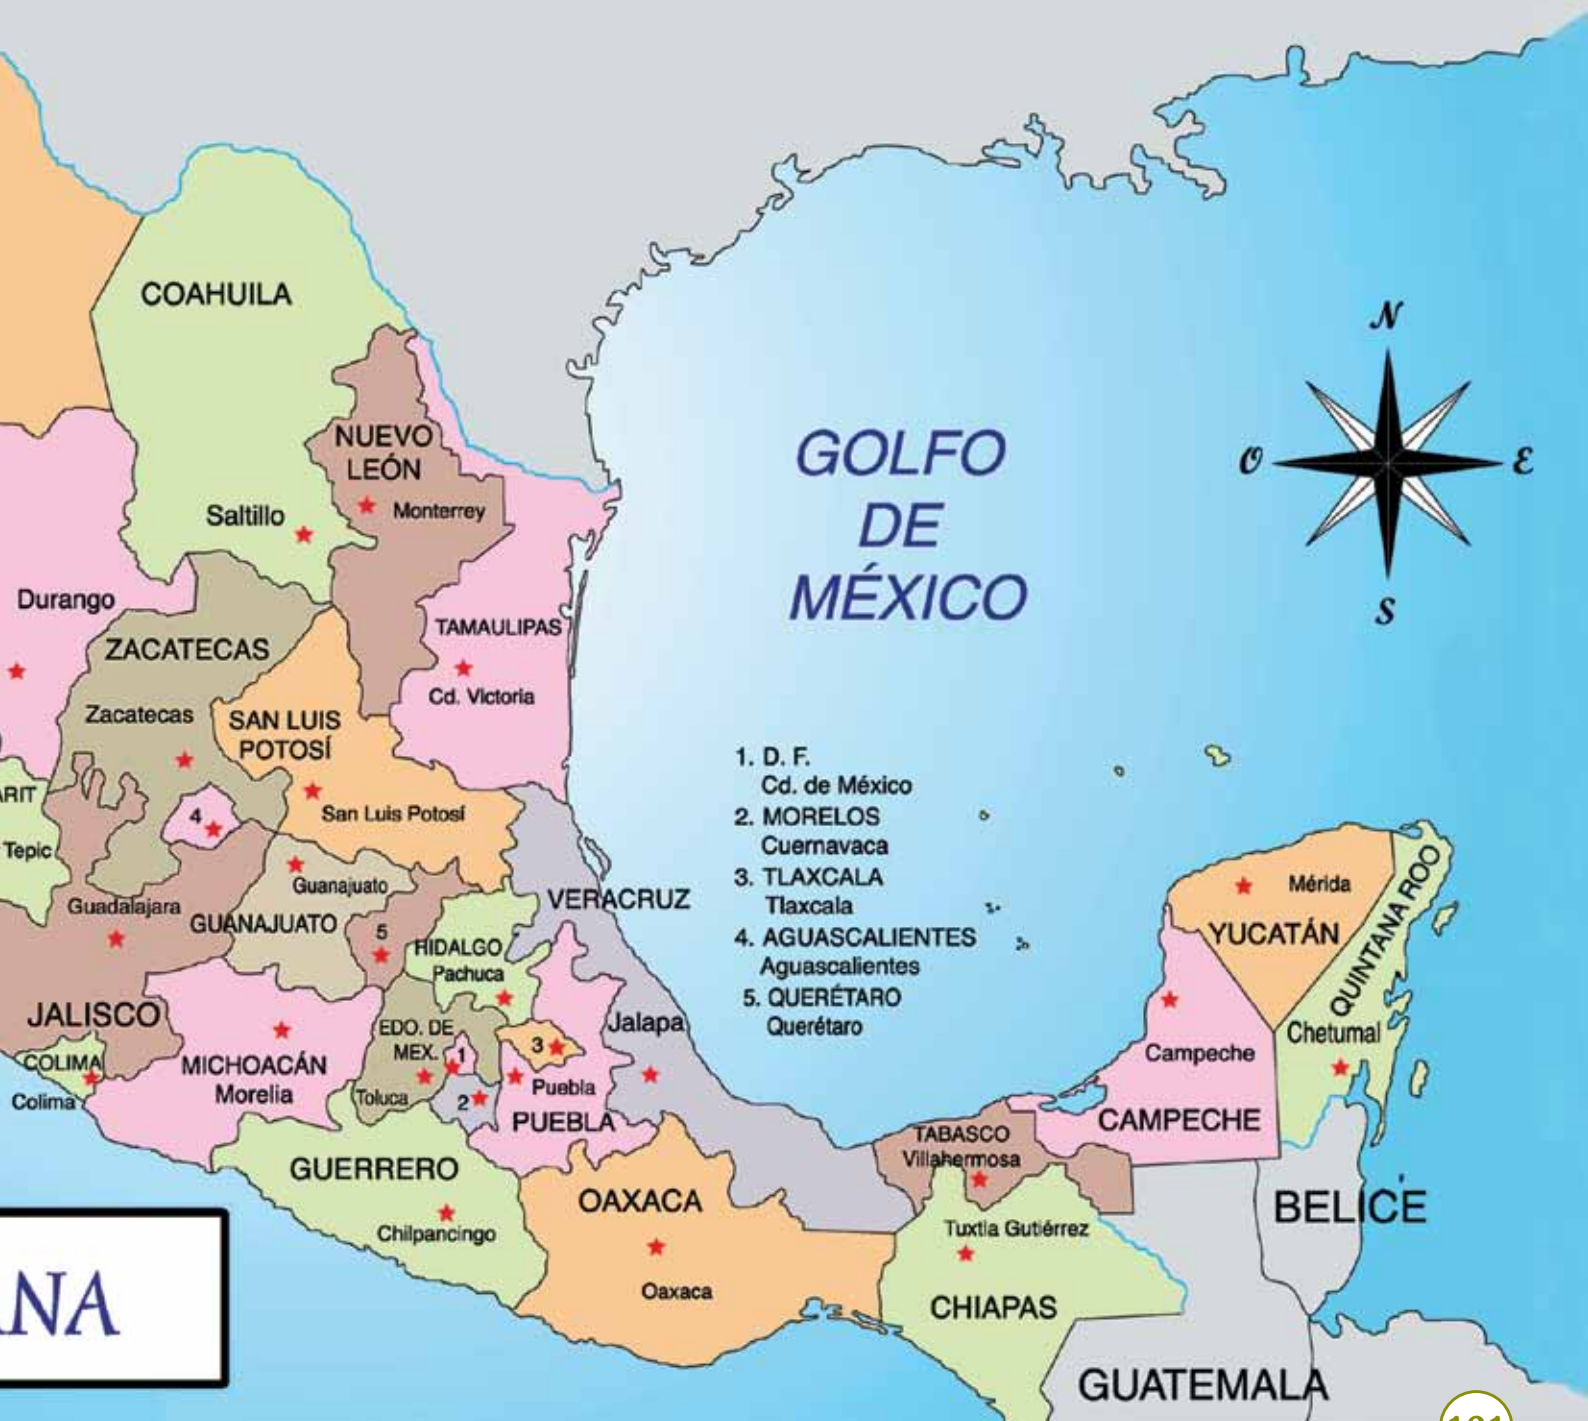 COAHUILA
NUEVO
LEÓN
Saltillo
Monterrey
Durango
ZACATECAS
TAMAULIPAS
Cd. Victoria
Zacatecas
SAN LUIS
POTOSÍ
San Luis Potosí
4
Tepic
Guanajuato
Guadalajara
GUANAJUATO
5
HIDALGO
Pachuca
VERACRUZ
JALISCO
EDO. DE
MEX.
1
3
Jalapa
COLIMA
Colima
MICHOACÁN
Morelia
Toluca
2
Puebla
PUEBLA
GUERRERO
Chilpancingo
OAXACA
Oaxaca
GOLFO
DE
MÉXICO
N
O
E
S
1. D. F.
Cd. de México
2. MORELOS
Cuernavaca
3. TLAXCALA
Tlaxcala
4. AGUASCALIENTES
Aguascalientes
5. QUERÉTARO
Querétaro
Mérida
YUCATÁN
QUINTANA ROO
Chetumal
Campeche
CAMPECHE
TABASCO
Villahermosa
Tuxtla Gutiérrez
CHIAPAS
BELICE
GUATEMALA